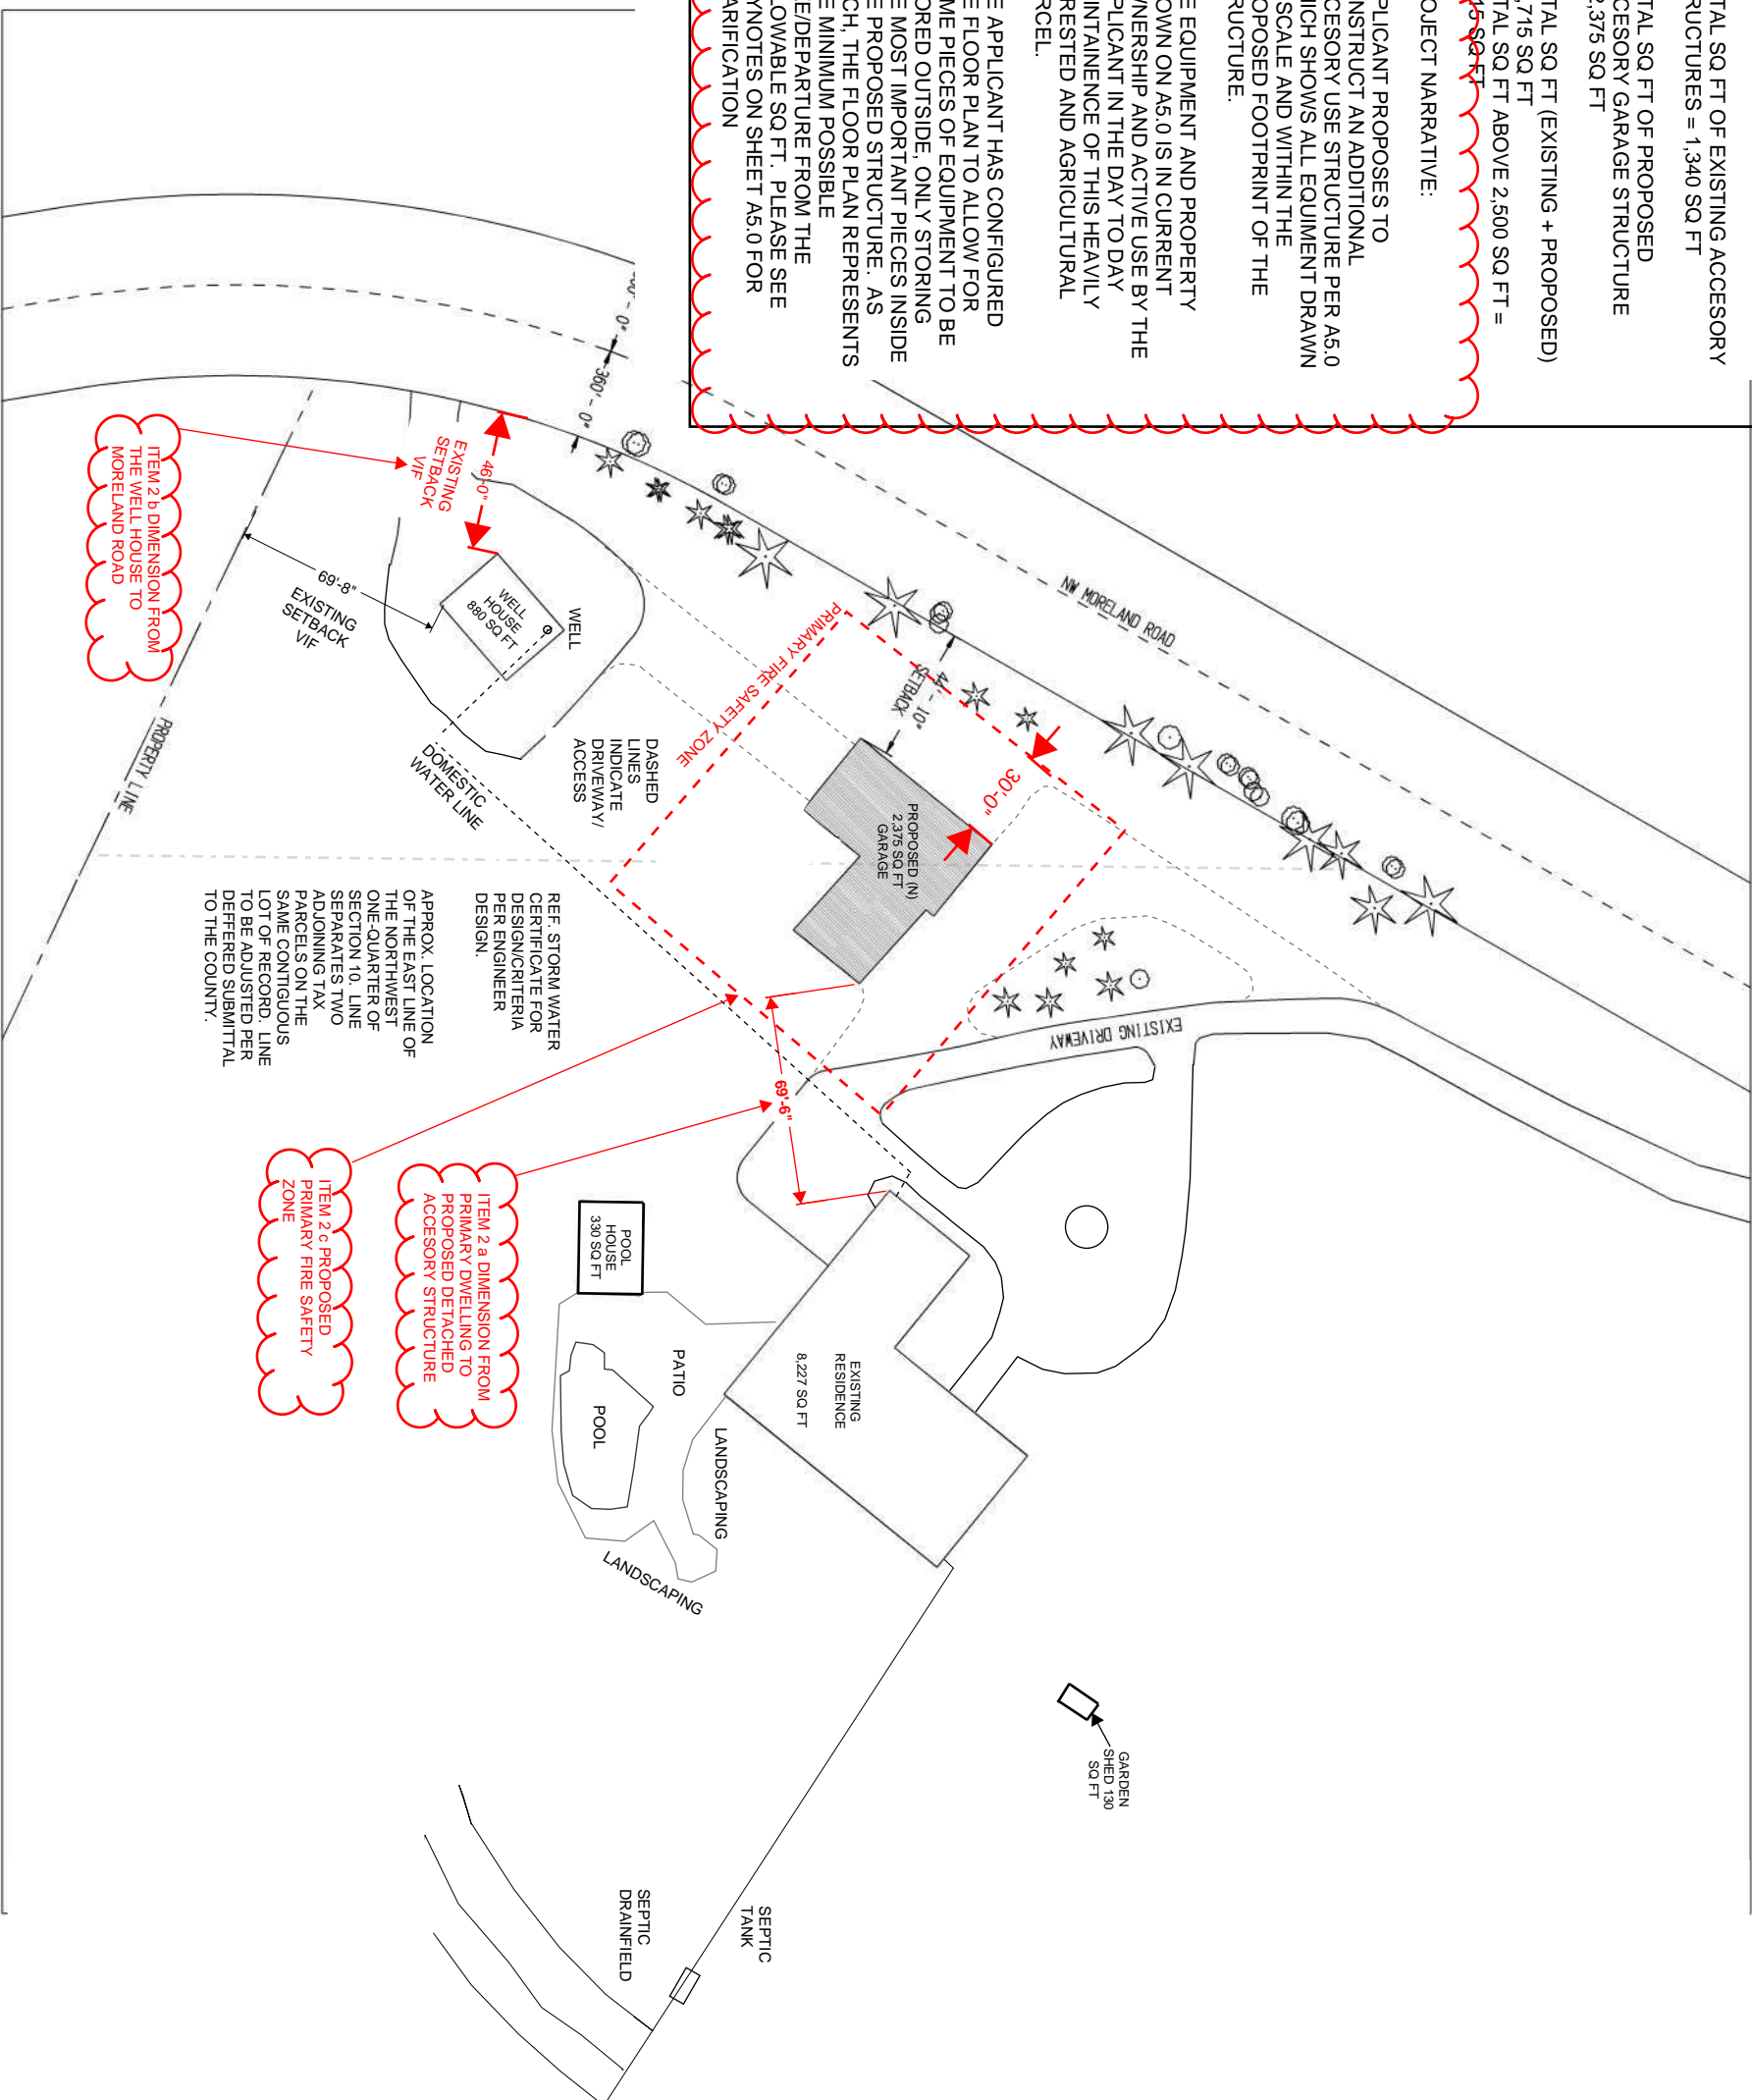 TAL SQ FT OF EXISTING ACCESSORY
RUCTURES = 1,340 SQ FT
TAL SQ FT OF PROPOSED
CESSORY GARAGE STRUCTURE
2,375 SQ FT
TAL SQ FT (EXISTING + PROPOSED)
,715 SQ FT
TAL SQ FT ABOVE 2,500 SQ FT =
15 SQ FT
OJECT NARRATIVE:
PLICANT PROPOSES TO
NSTRUCT AN ADDITIONAL
CESSORY USE STRUCTURE PER A5.0
HICH SHOWS ALL EQUIPMENT DRAWN
SCALE AND WITHIN THE
OPOSED FOOTPRINT OF THE
RUCTURE.
E EQUIPMENT AND PROPERTY
OWN ON A5.0 IS IN CURRENT
WNERSHIP AND ACTIVE USE BY THE
PLICANT IN THE DAY TO DAY
INTAINENCE OF THIS HEAVILY
RESTED AND AGRICULTURAL
RCEL.
E APPLICANT HAS CONFIGURED
E FLOOR PLAN TO ALLOW FOR
ME PIECES OF EQUIPMENT TO BE
ORED OUTSIDE, ONLY STORING
E MOST IMPORTANT PIECES INSIDE
E PROPOSED STRUCTURE. AS
CH, THE FLOOR PLAN REPRESENTS
E MINIMUM POSSIBLE
E/DEPARTURE FROM THE
LOWABLE SQ FT. PLEASE SEE
YNOTES ON SHEET A5.0 FOR
ARIFICATION
NW MORELAND ROAD
0' - 0"
360' - 0"
46'-0"
EXISTING
SETBACK
VIF
ITEM 2 b DIMENSION FROM
THE WELL HOUSE TO
MORELAND ROAD
69'-8"
EXISTING
SETBACK
VIF
WELL
HOUSE
880 SQ FT
WELL
PRIMARY FIRE SAFETY ZONE
44' - 10"
SETBACK
30'-0"
PROPOSED (N)
2,375 SQ FT
GARAGE
DASHED
LINES
INDICATE
DRIVEWAY/
ACCESS
DOMESTIC
WATER LINE
PROPERTY LINE
EXISTING DRIVEWAY
REF. STORM WATER
CERTIFICATE FOR
DESIGN/CRITERIA
PER ENGINEER
DESIGN.
APPROX. LOCATION
OF THE EAST LINE OF
THE NORTHWEST
ONE-QUARTER OF
SECTION 10. LINE
SEPARATES TWO
ADJOINING TAX
PARCELS ON THE
SAME CONTIGUOUS
LOT OF RECORD. LINE
TO BE ADJUSTED PER
DEFFERED SUBMITTAL
TO THE COUNTY.
69'-6"
ITEM 2 a DIMENSION FROM
PRIMARY DWELLING TO
PROPOSED DETACHED
ACCESORY STRUCTURE
ITEM 2 c PROPOSED
PRIMARY FIRE SAFETY
ZONE
POOL
HOUSE
330 SQ FT
EXISTING
RESIDENCE
8,227 SQ FT
PATIO
POOL
LANDSCAPING
LANDSCAPING
GARDEN
SHED 130
SQ FT
SEPTIC
TANK
SEPTIC
DRAINFIELD